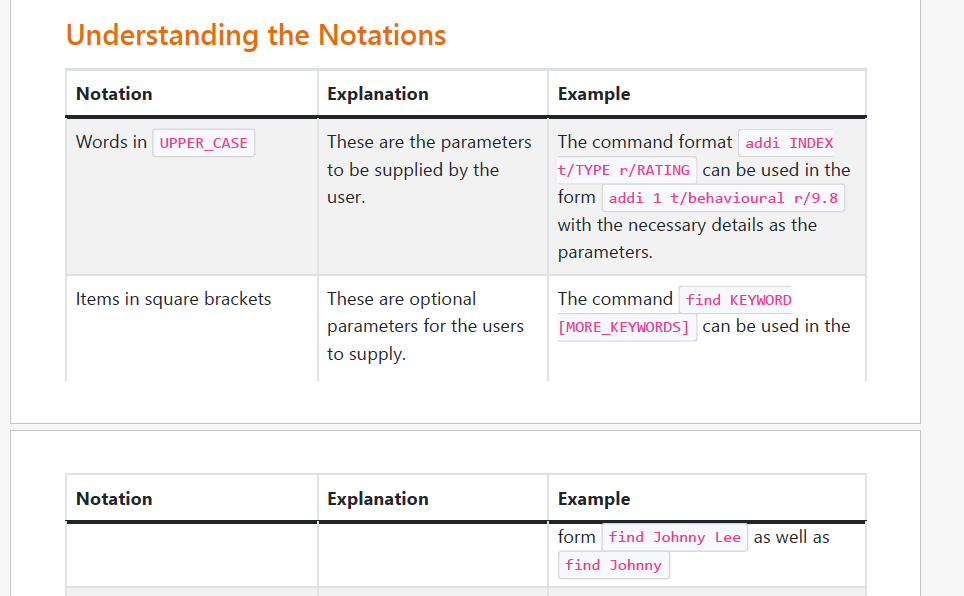 Understanding the Notations
Notation Explanation Example
Words in UPPER_CASE
These are the parameters
to be supplied by the
user.
The command format addi INDEX
t/TYPE r/RATING can be used in the
form addi 1 t/behavioural r/9.8
with the necessary details as the
parameters.
Items in square brackets
These are optional
parameters for the users
to supply.
The command find KEYWORD
[MORE_KEYWORDS] can be used in the
Notation Explanation Example
form find Johnny Lee as well as
find Johnny